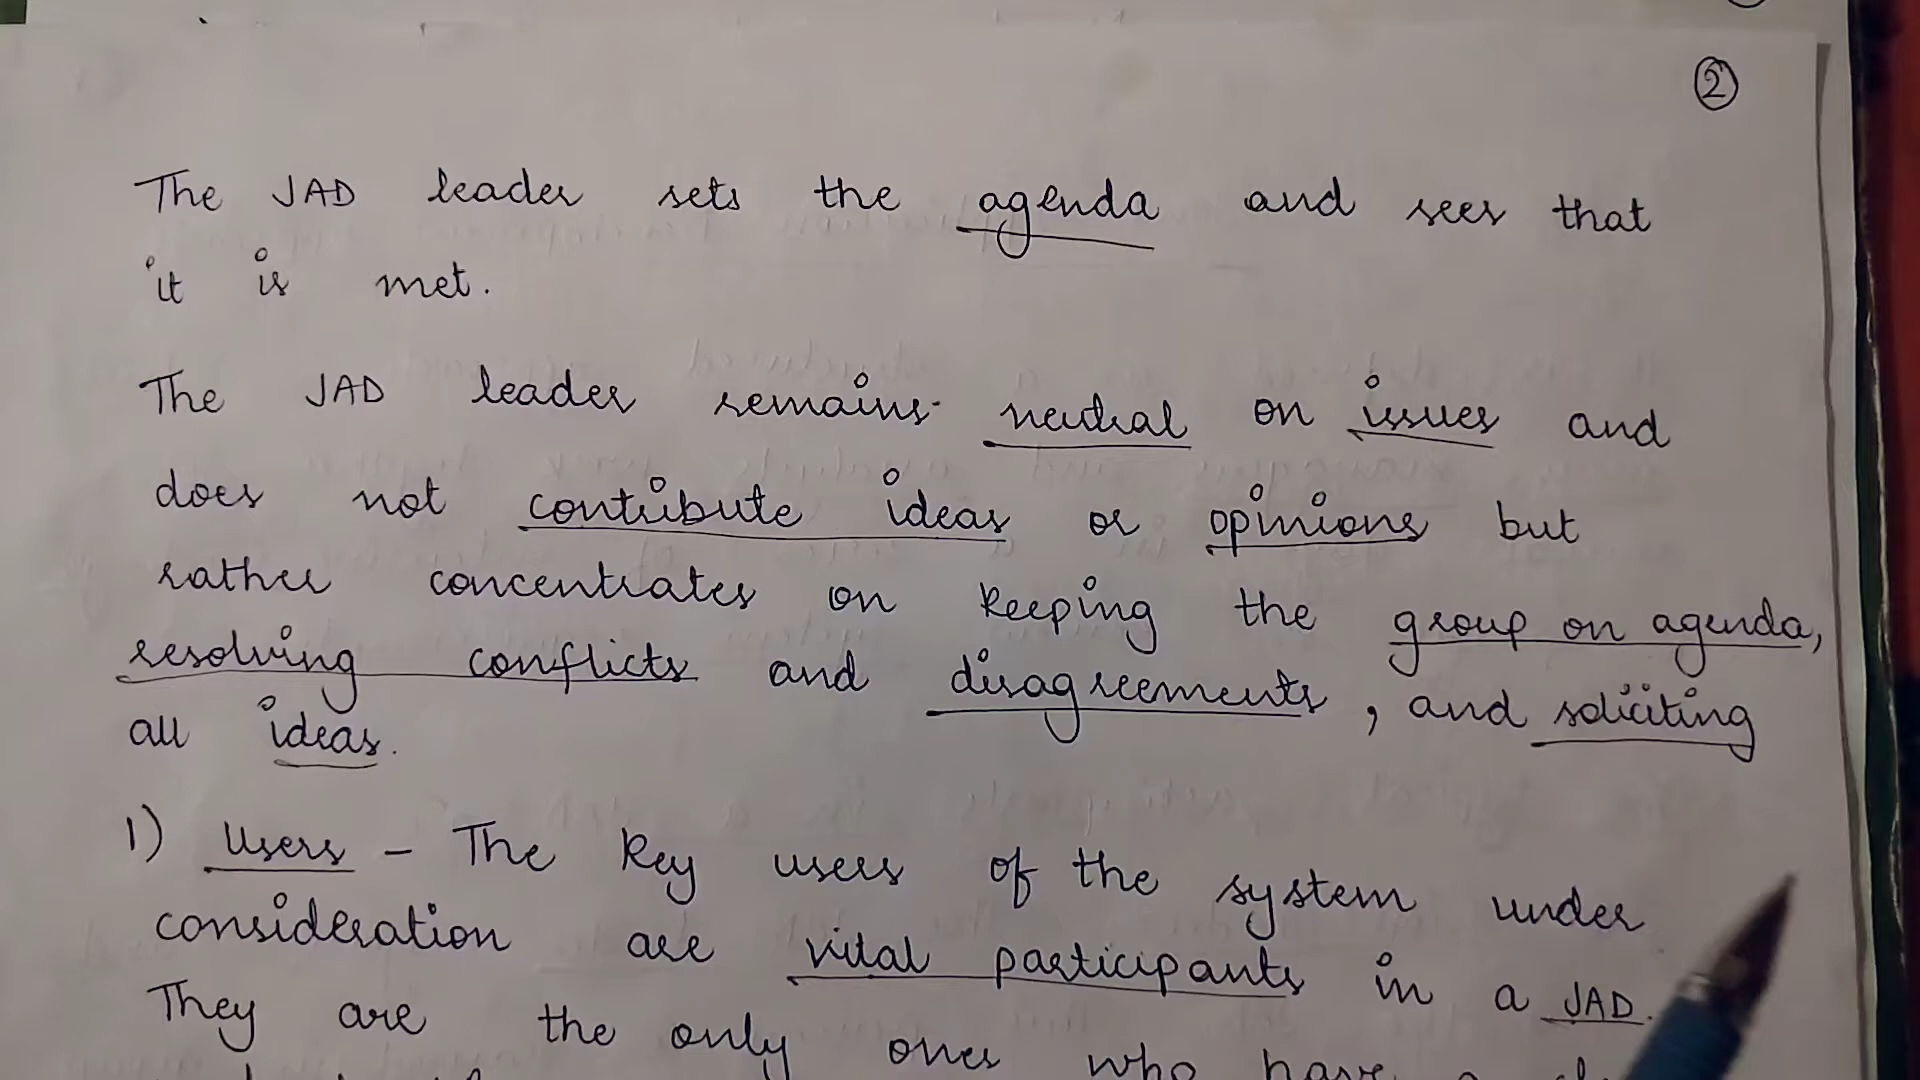 2
The JAD leader sets the agenda and sees that
it is met.
The JAD leader remains neutral on issues and
does not contribute ideas or opinions but
rather concentrates on keeping the group on agenda,
resolving conflicts and disagreements, and soliciting
all ideas.
1) Users - The key users of the system under
consideration are vital participants in a JAD.
They are the only ones who have a